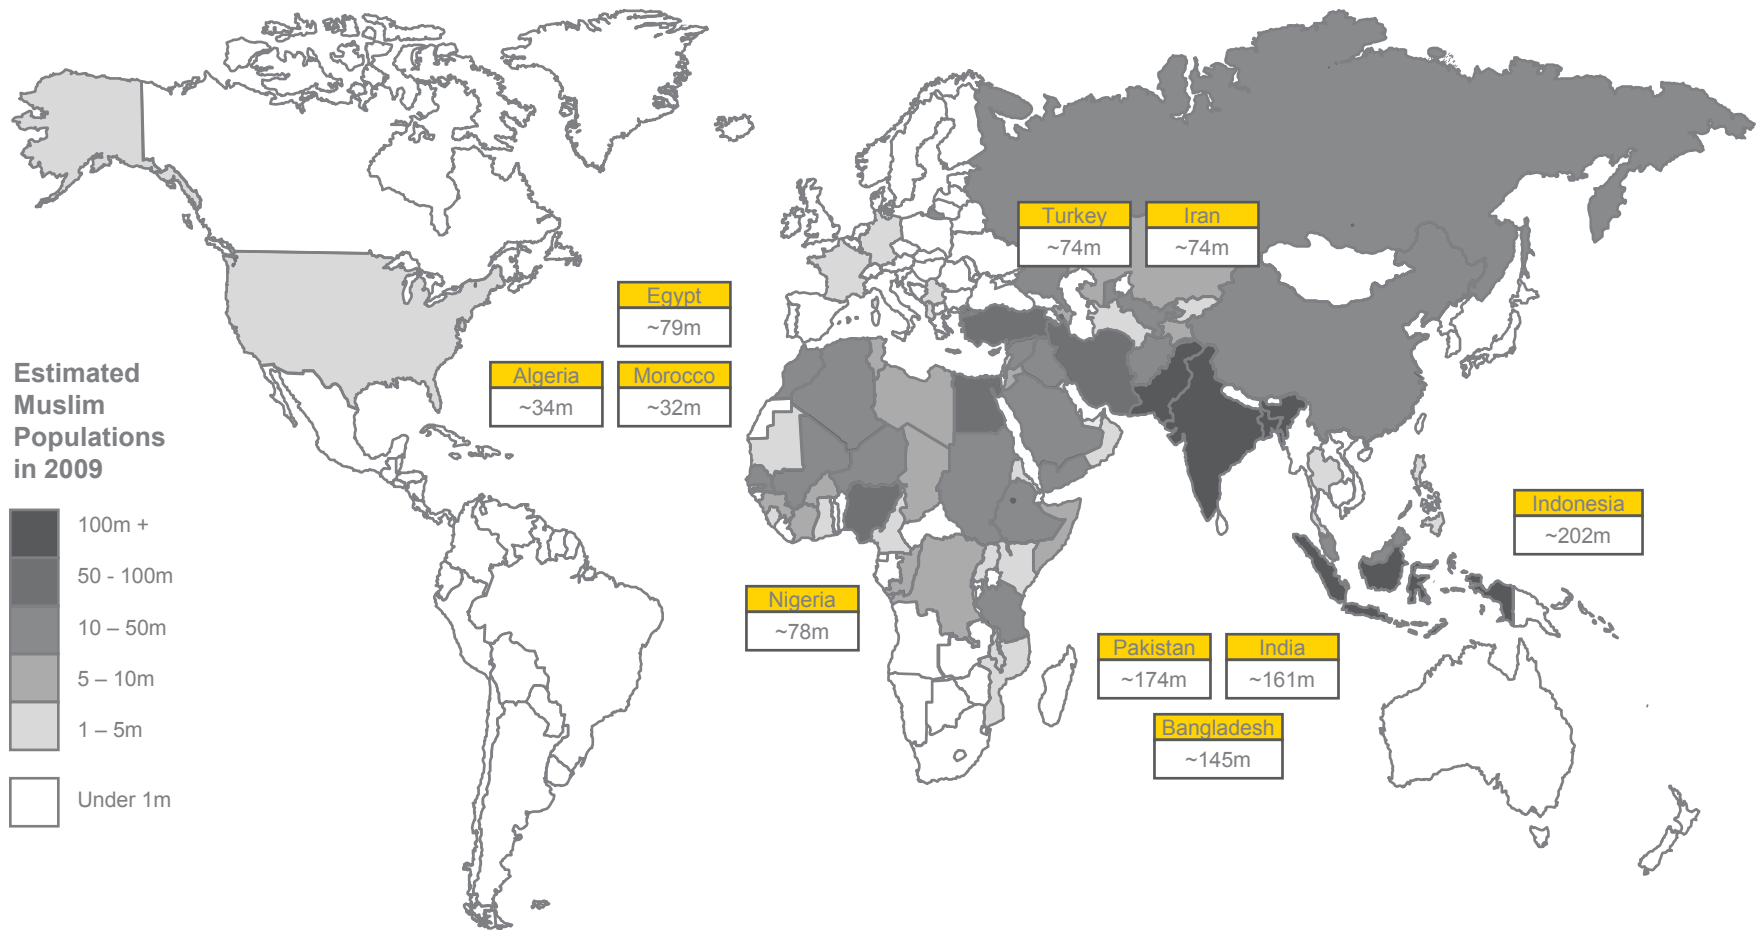 Turkey
~74m
Iran
~74m
Egypt
~79m
Algeria
~34m
Morocco
~32m
Estimated
Muslim
Populations
in 2009
100m +
50 - 100m
10 – 50m
5 – 10m
1 – 5m
Under 1m
Indonesia
~202m
Nigeria
~78m
Pakistan
~174m
India
~161m
Bangladesh
~145m